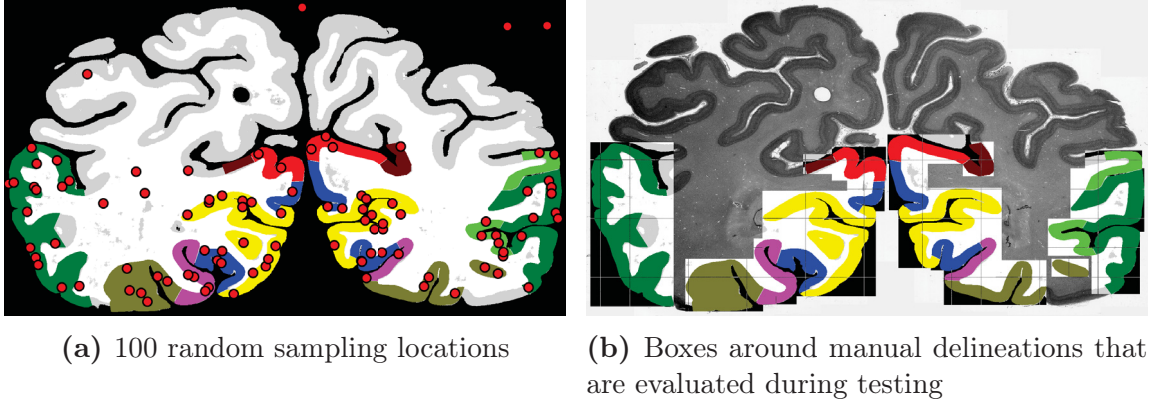 (a) 100 random sampling locations
(b) Boxes around manual delineations that
are evaluated during testing